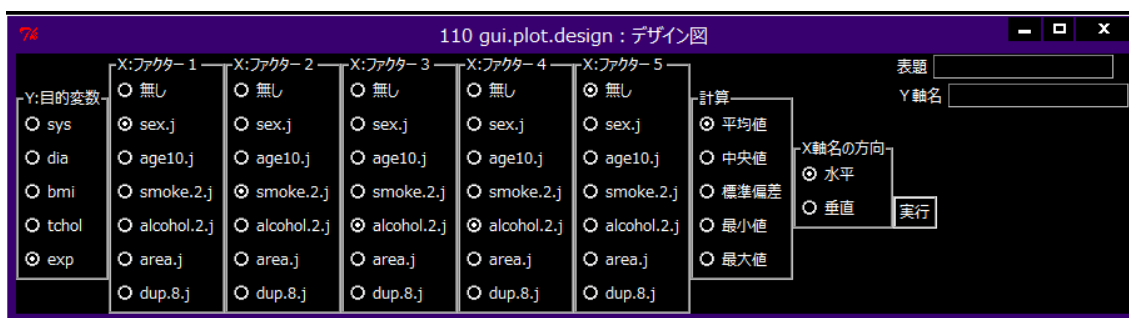 110 gui.plot.design : デザイン図
X:ファクター 1 X:ファクター 2 X:ファクター 3 X:ファクター 4 X:ファクター 5 表題
Y:目的変数 無し 無し 無し 無し 無し 計算 Y 軸名
sys sex.j sex.j sex.j sex.j sex.j 平均値
dia age10.j age10.j age10.j age10.j age10.j 中央値 X軸名の方向
水平
bmi smoke.2.j smoke.2.j smoke.2.j smoke.2.j smoke.2.j 標準偏差
垂直 実行
tchol alcohol.2.j alcohol.2.j alcohol.2.j alcohol.2.j alcohol.2.j 最小値
exp area.j area.j area.j area.j area.j 最大値
dup.8.j dup.8.j dup.8.j dup.8.j dup.8.j